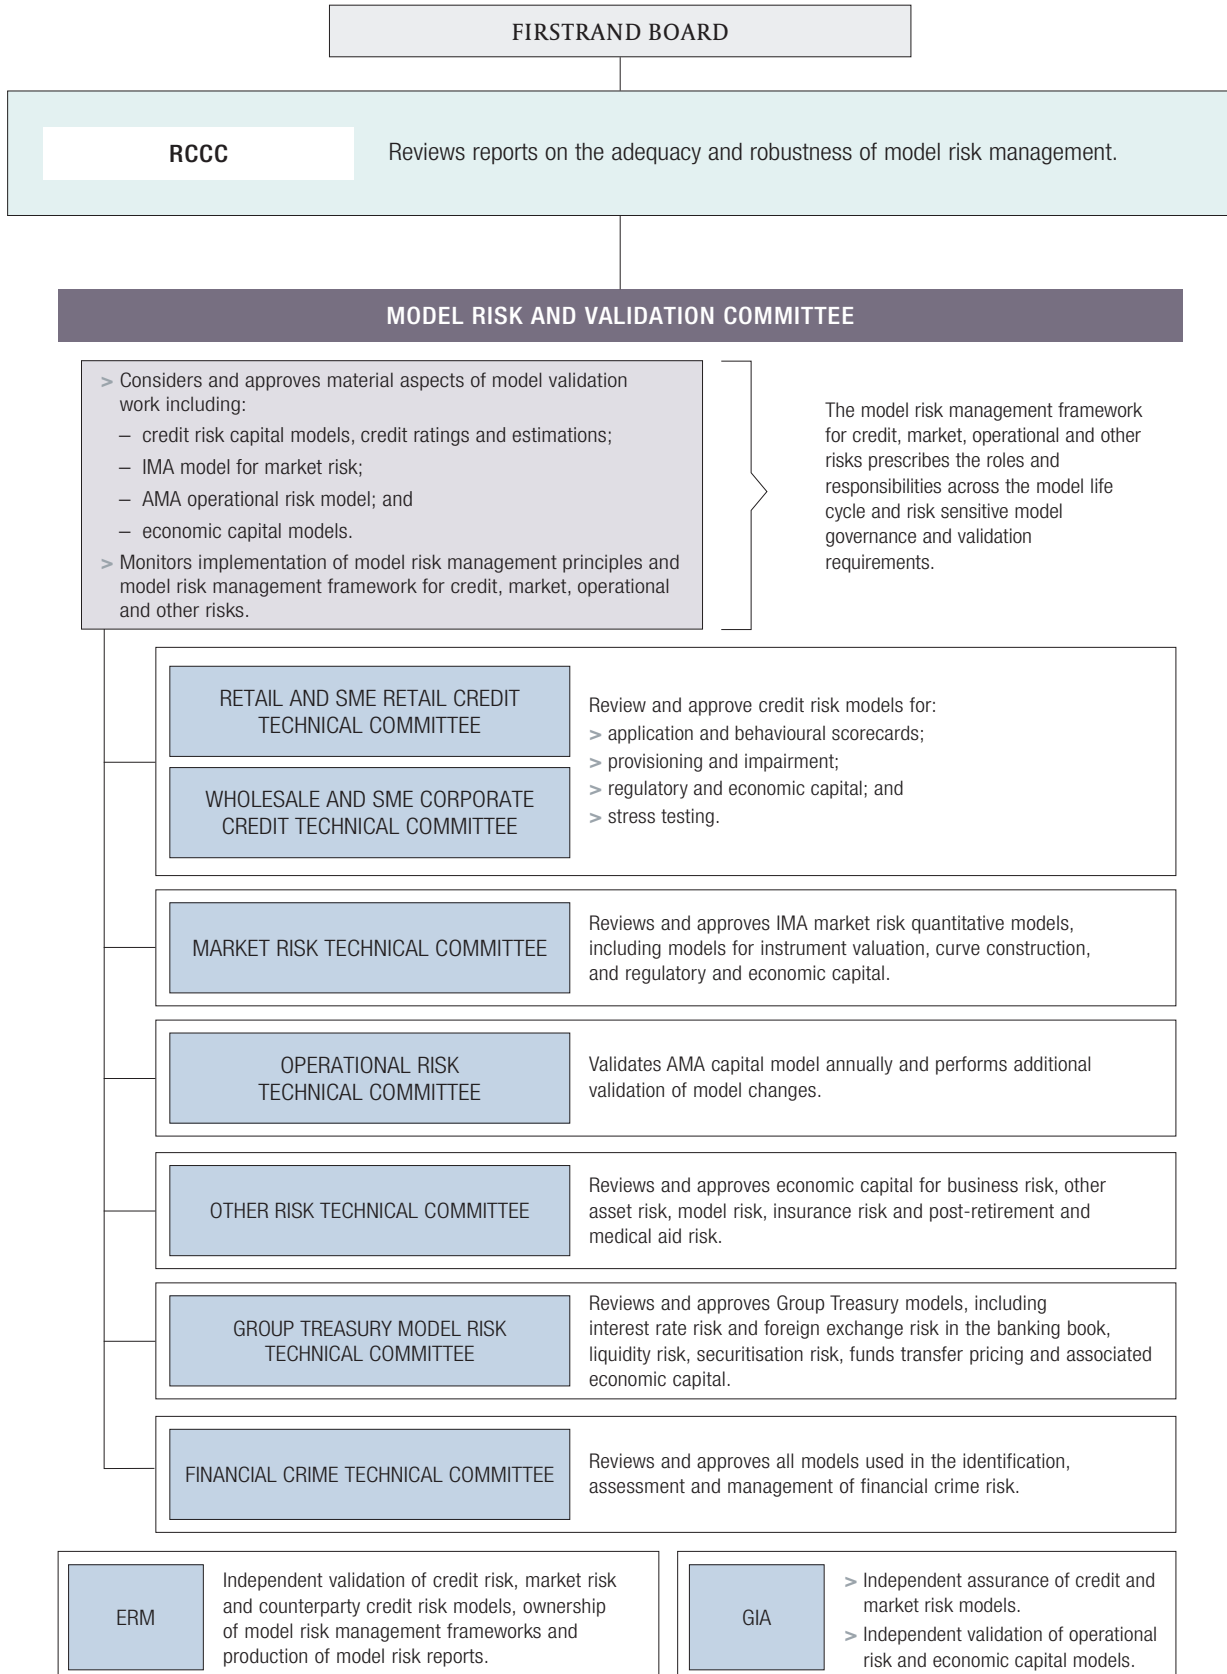 FIRSTRAND BOARD
RCCC
Reviews reports on the adequacy and robustness of model risk management.
MODEL RISK AND VALIDATION COMMITTEE
> Considers and approves material aspects of model validation
work including:
– credit risk capital models, credit ratings and estimations;
– IMA model for market risk;
– AMA operational risk model; and
– economic capital models.
> Monitors implementation of model risk management principles and
model risk management framework for credit, market, operational
and other risks.
The model risk management framework
for credit, market, operational and other
risks prescribes the roles and
responsibilities across the model life
cycle and risk sensitive model
governance and validation
requirements.
RETAIL AND SME RETAIL CREDIT
TECHNICAL COMMITTEE
WHOLESALE AND SME CORPORATE
CREDIT TECHNICAL COMMITTEE
Review and approve credit risk models for:
> application and behavioural scorecards;
> provisioning and impairment;
> regulatory and economic capital; and
> stress testing.
MARKET RISK TECHNICAL COMMITTEE
Reviews and approves IMA market risk quantitative models,
including models for instrument valuation, curve construction,
and regulatory and economic capital.
OPERATIONAL RISK
TECHNICAL COMMITTEE
Validates AMA capital model annually and performs additional
validation of model changes.
OTHER RISK TECHNICAL COMMITTEE
Reviews and approves economic capital for business risk, other
asset risk, model risk, insurance risk and post-retirement and
medical aid risk.
GROUP TREASURY MODEL RISK
TECHNICAL COMMITTEE
Reviews and approves Group Treasury models, including
interest rate risk and foreign exchange risk in the banking book,
liquidity risk, securitisation risk, funds transfer pricing and associated
economic capital.
FINANCIAL CRIME TECHNICAL COMMITTEE
Reviews and approves all models used in the identification,
assessment and management of financial crime risk.
ERM
Independent validation of credit risk, market risk
and counterparty credit risk models, ownership
of model risk management frameworks and
production of model risk reports.
GIA
> Independent assurance of credit and
market risk models.
> Independent validation of operational
risk and economic capital models.